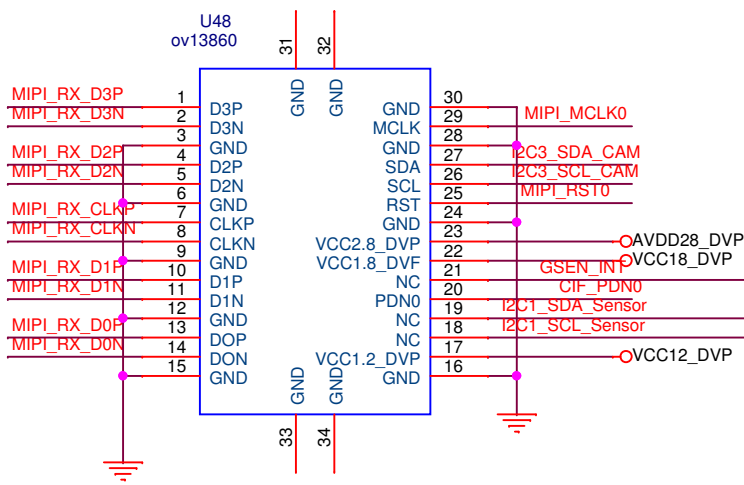 U48
ov13860
31
32
GND
GND
MIPI_RX_D3P 1 D3P
MIPI_RX_D3N 2 D3N
3 GND
MIPI_RX_D2P 4 D2P
MIPI_RX_D2N 5 D2N
6 GND
MIPI_RX_CLKP 7 CLKP
MIPI_RX_CLKN 8 CLKN
9 GND
MIPI_RX_D1P 10 D1P
MIPI_RX_D1N 11 D1N
12 GND
MIPI_RX_D0P 13 DOP
MIPI_RX_D0N 14 DON
15 GND
GND 30
MCLK 29 MIPI_MCLK0
GND 28
SDA 27 I2C3_SDA_CAM
SCL 26 I2C3_SCL_CAM
RST 25 MIPI_RST0
GND 24
VCC2.8_DVP 23 AVDD28_DVP
VCC1.8_DVF 22 VCC18_DVP
NC 21 GSEN_INT
PDN0 20 CIF_PDN0
NC 19 I2C1_SDA_Sensor
NC 18 I2C1_SCL_Sensor
VCC1.2_DVP 17 VCC12_DVP
GND 16
GND
GND
33
34